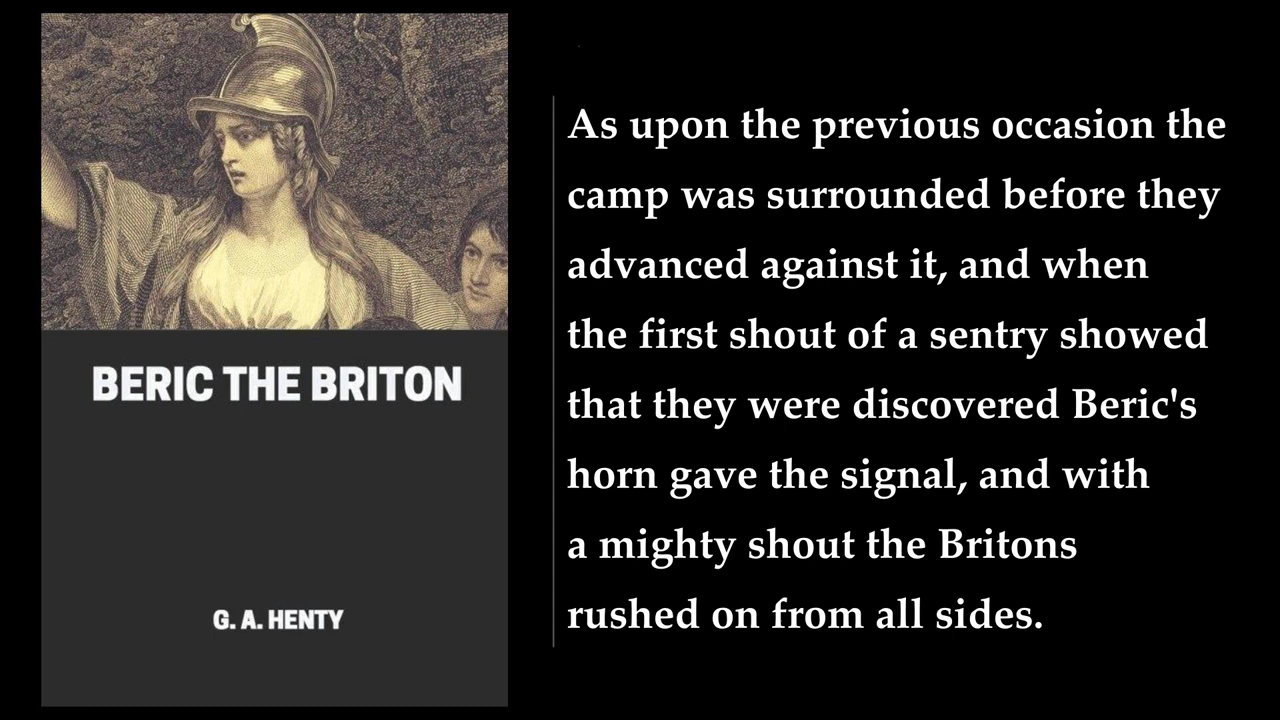 BERIC THE BRITON
G. A. HENTY
As upon the previous occasion the
camp was surrounded before they
advanced against it, and when
the first shout of a sentry showed
that they were discovered Beric's
horn gave the signal, and with
a mighty shout the Britons
rushed on from all sides.